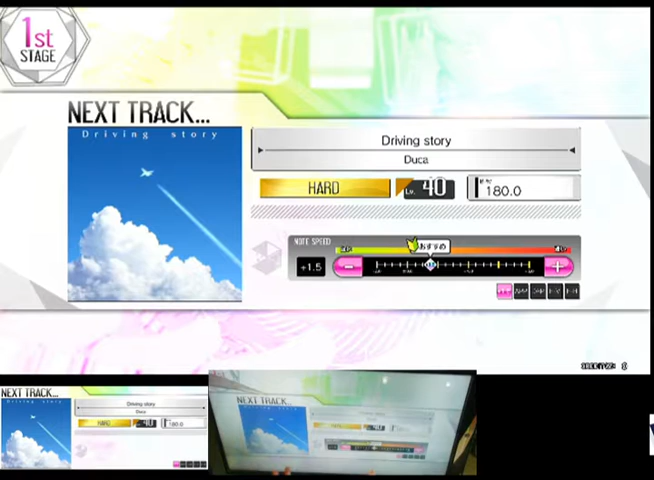 1st
STAGE
NEXT TRACK...
Driving story
Driving story
Duca
HARD
Lv. 40
180.0
NOTE SPEED
おすすめ
+1.5
NEXT TRACK...
Driving story
Duca
HARD
40
180.0
NEXT TRACK...